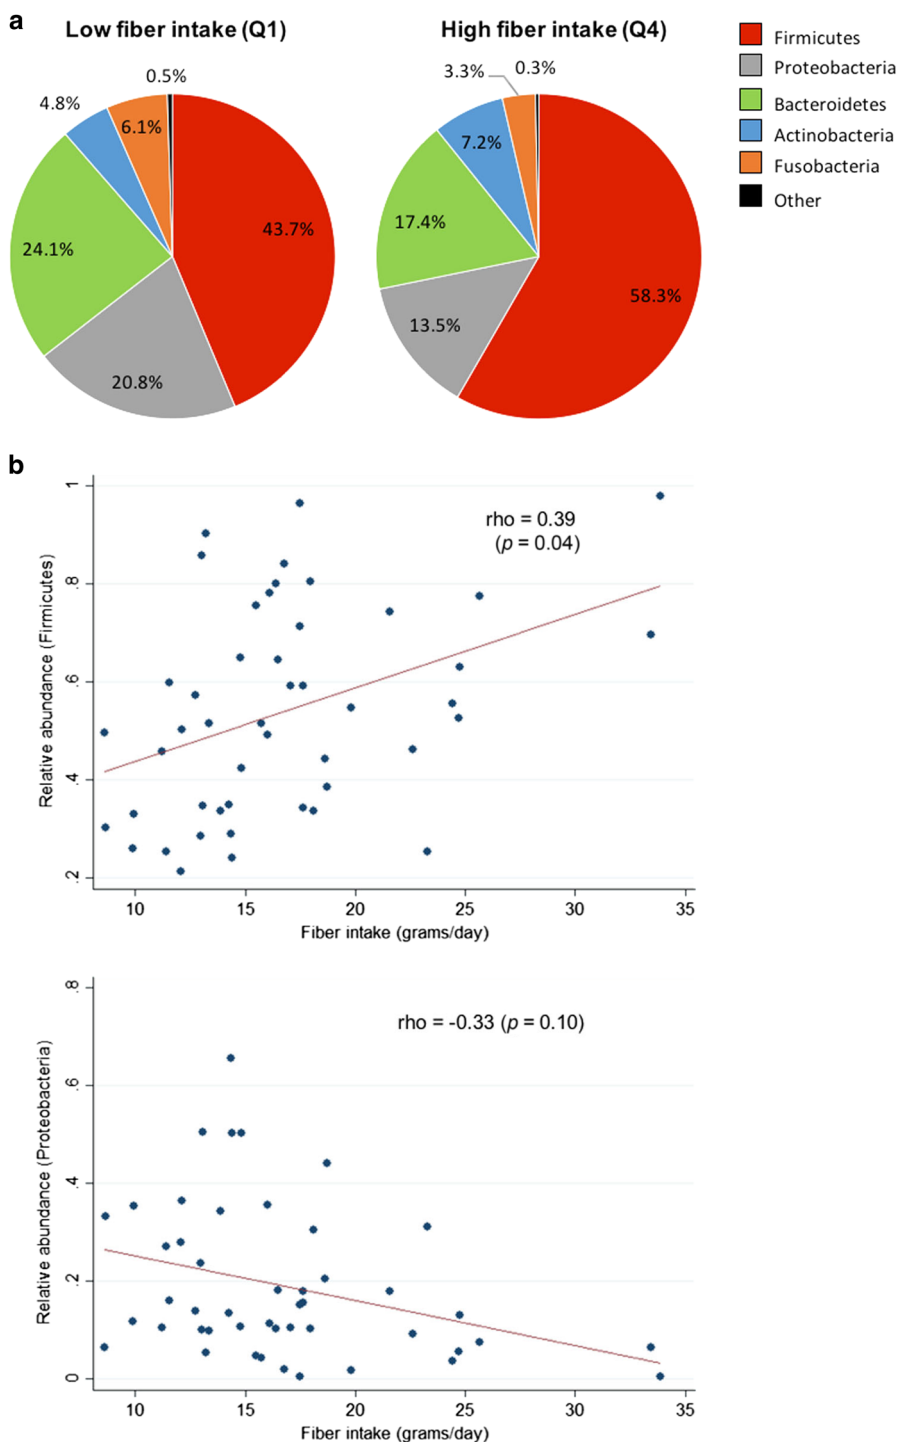 a
Low fiber intake (Q1)
High fiber intake (Q4)
Firmicutes
Proteobacteria
Bacteroidetes
Actinobacteria
Fusobacteria
Other
0.5%
4.8%
6.1%
43.7%
24.1%
20.8%
3.3%
0.3%
7.2%
17.4%
58.3%
13.5%
b
Relative abundance (Firmicutes)
1
.8
.6
.4
.2
rho = 0.39
(p = 0.04)
10 15 20 25 30 35
Fiber intake (grams/day)
Relative abundance (Proteobacteria)
.8
.6
.4
.2
0
rho = -0.33 (p = 0.10)
10 15 20 25 30 35
Fiber intake (grams/day)